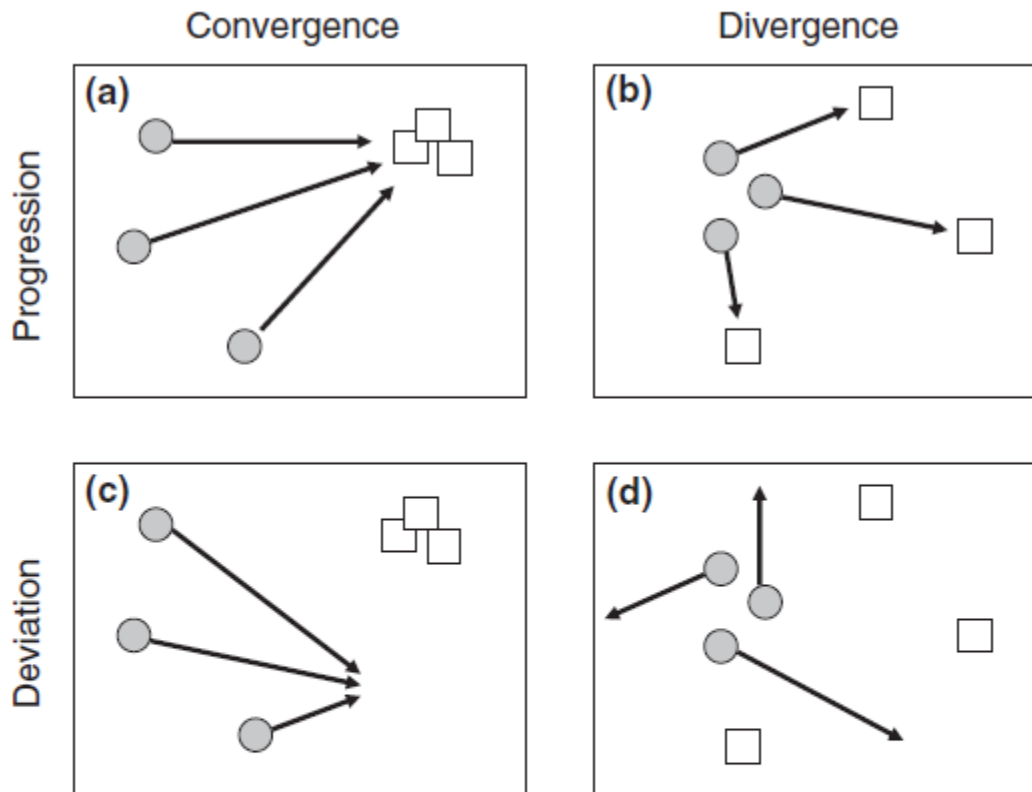 Convergence
Divergence
Progression
(a)
(b)
Deviation
(c)
(d)